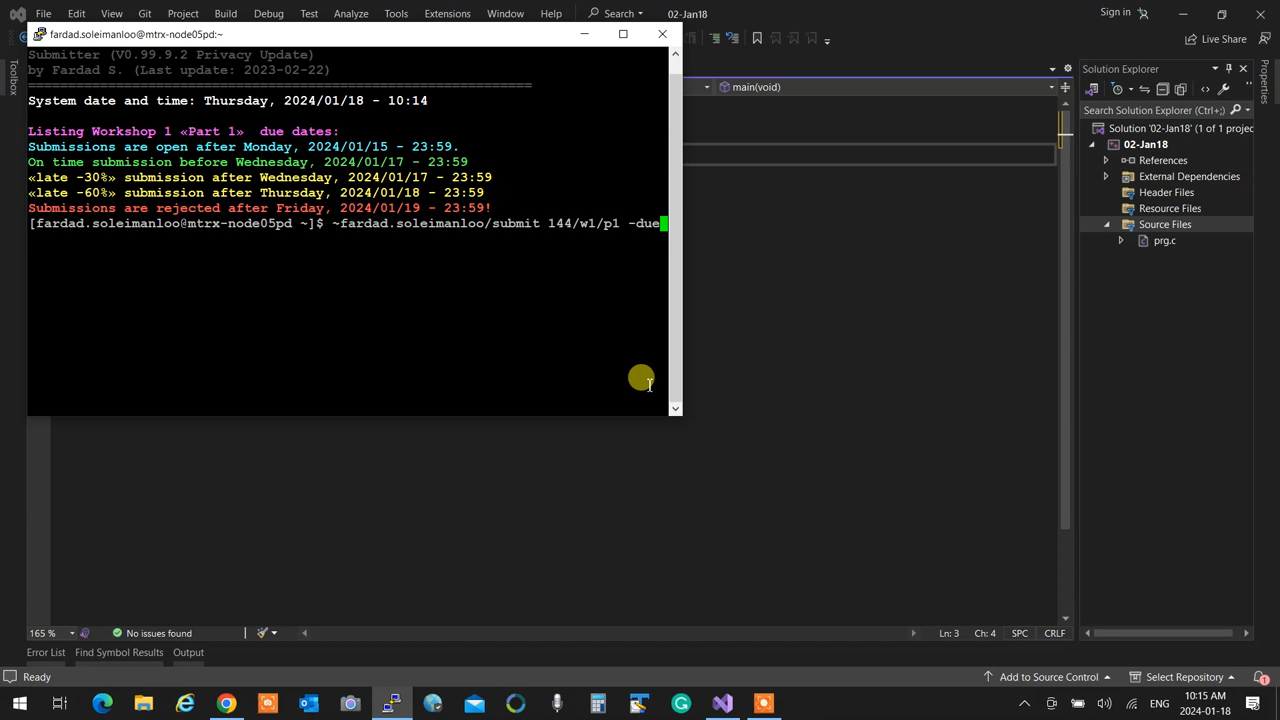 File Edit View Git Project Build Debug Test Analyze Tools Extensions Window Help Search 02-Jan18 Sign in
fardad.soleimanloo@mtrx-node05pd:~
Live Share
Submitter (V0.99.9.2 Privacy Update)
by Fardad S. (Last update: 2023-02-22)
===============================================================
System date and time: Thursday, 2024/01/18 - 10:14
Listing Workshop 1 «Part 1»  due dates:
Submissions are open after Monday, 2024/01/15 - 23:59.
On time submission before Wednesday, 2024/01/17 - 23:59
«late -30%» submission after Wednesday, 2024/01/17 - 23:59
«late -60%» submission after Thursday, 2024/01/18 - 23:59
Submissions are rejected after Friday, 2024/01/19 - 23:59!
[fardad.soleimanloo@mtrx-node05pd ~]$ ~fardad.soleimanloo/submit 144/w1/p1 -due
Toolbox
main(void)
Solution Explorer
Search Solution Explorer (Ctrl+;)
Solution '02-Jan18' (1 of 1 projec
02-Jan18
References
External Dependencies
Header Files
Resource Files
Source Files
prg.c
Properties
165 % No issues found Ln: 3 Ch: 4 SPC CRLF
Error List Find Symbol Results Output
Ready Add to Source Control Select Repository 1
ENG 10:15 AM
2024-01-18